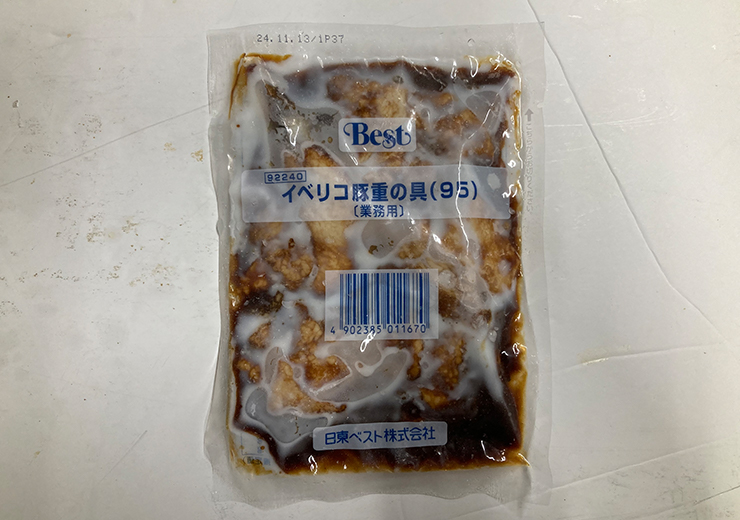 24.11.13/1P37
Best
92240
イベリコ豚重の具(95)
〔業務用〕
4 902385 011670
日東ベスト株式会社